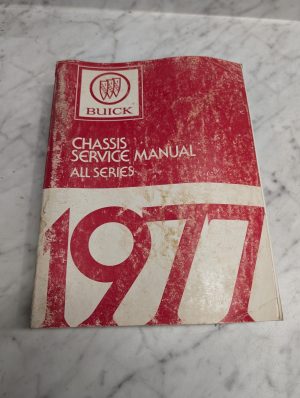 BUICK
CHASSIS
SERVICE MANUAL
ALL SERIES
1977